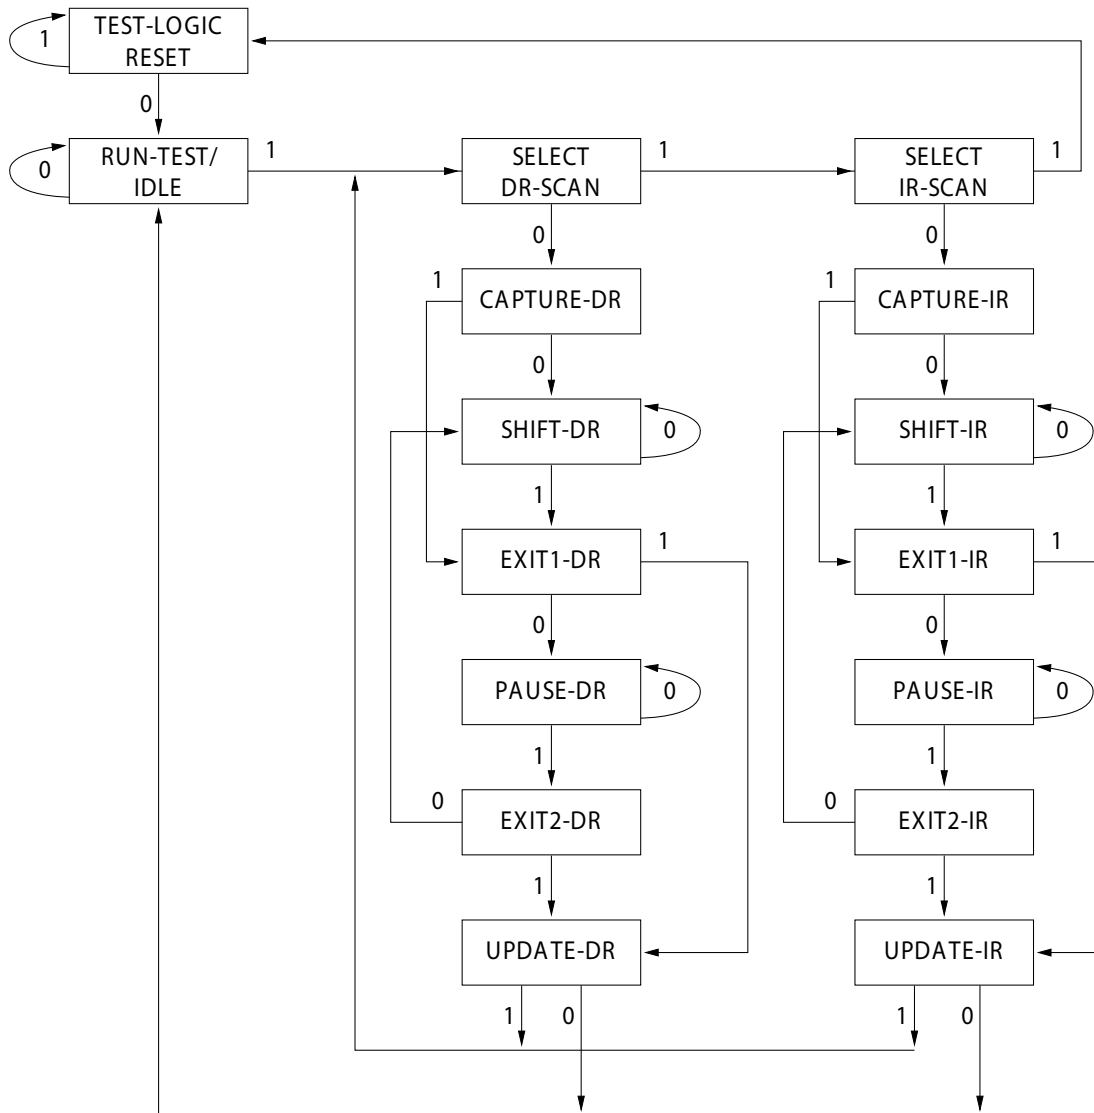 TEST-LOGIC
RESET
1
0
RUN-TEST/
IDLE
0
1
SELECT
DR-SCAN
1
SELECT
IR-SCAN
1
0
0
1
CAPTURE-DR
1
CAPTURE-IR
0
0
SHIFT-DR
0
SHIFT-IR
0
1
1
EXIT1-DR
1
EXIT1-IR
1
0
0
PAUSE-DR
0
PAUSE-IR
0
1
1
0
EXIT2-DR
0
EXIT2-IR
1
1
UPDATE-DR
UPDATE-IR
1
0
1
0